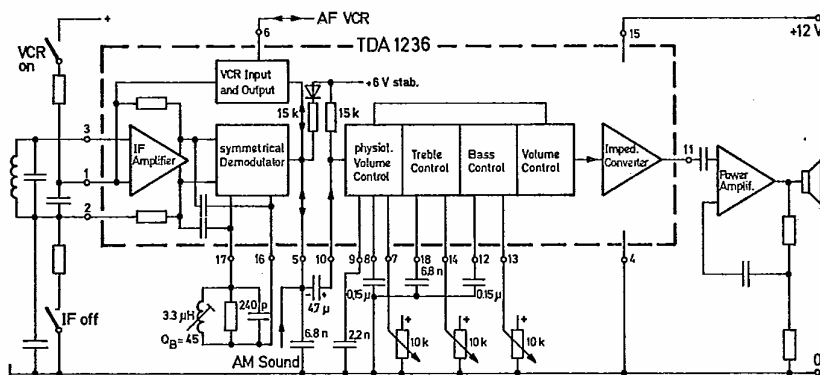 +
AF VCR
6
TDA 1236
15
+12 V
VCR on
VCR Input and Output
+6 V stab.
15 k
15 k
3
IF Amplifier
symmetrical Demodulator
physiol. Volume Control
Treble Control
Bass Control
Volume Control
Imped. Converter
11
Power Amplif.
1
2
17
16
5
10
9
8
7
18
14
12
13
4
6.8 n
3.3 µH
240 p
47 µ
- +
0.15 µ
0.15 µ
IF off
Q_B = 45
AM Sound
6.8 n
2.2 n
+
10 k
+
10 k
+
10 k
0